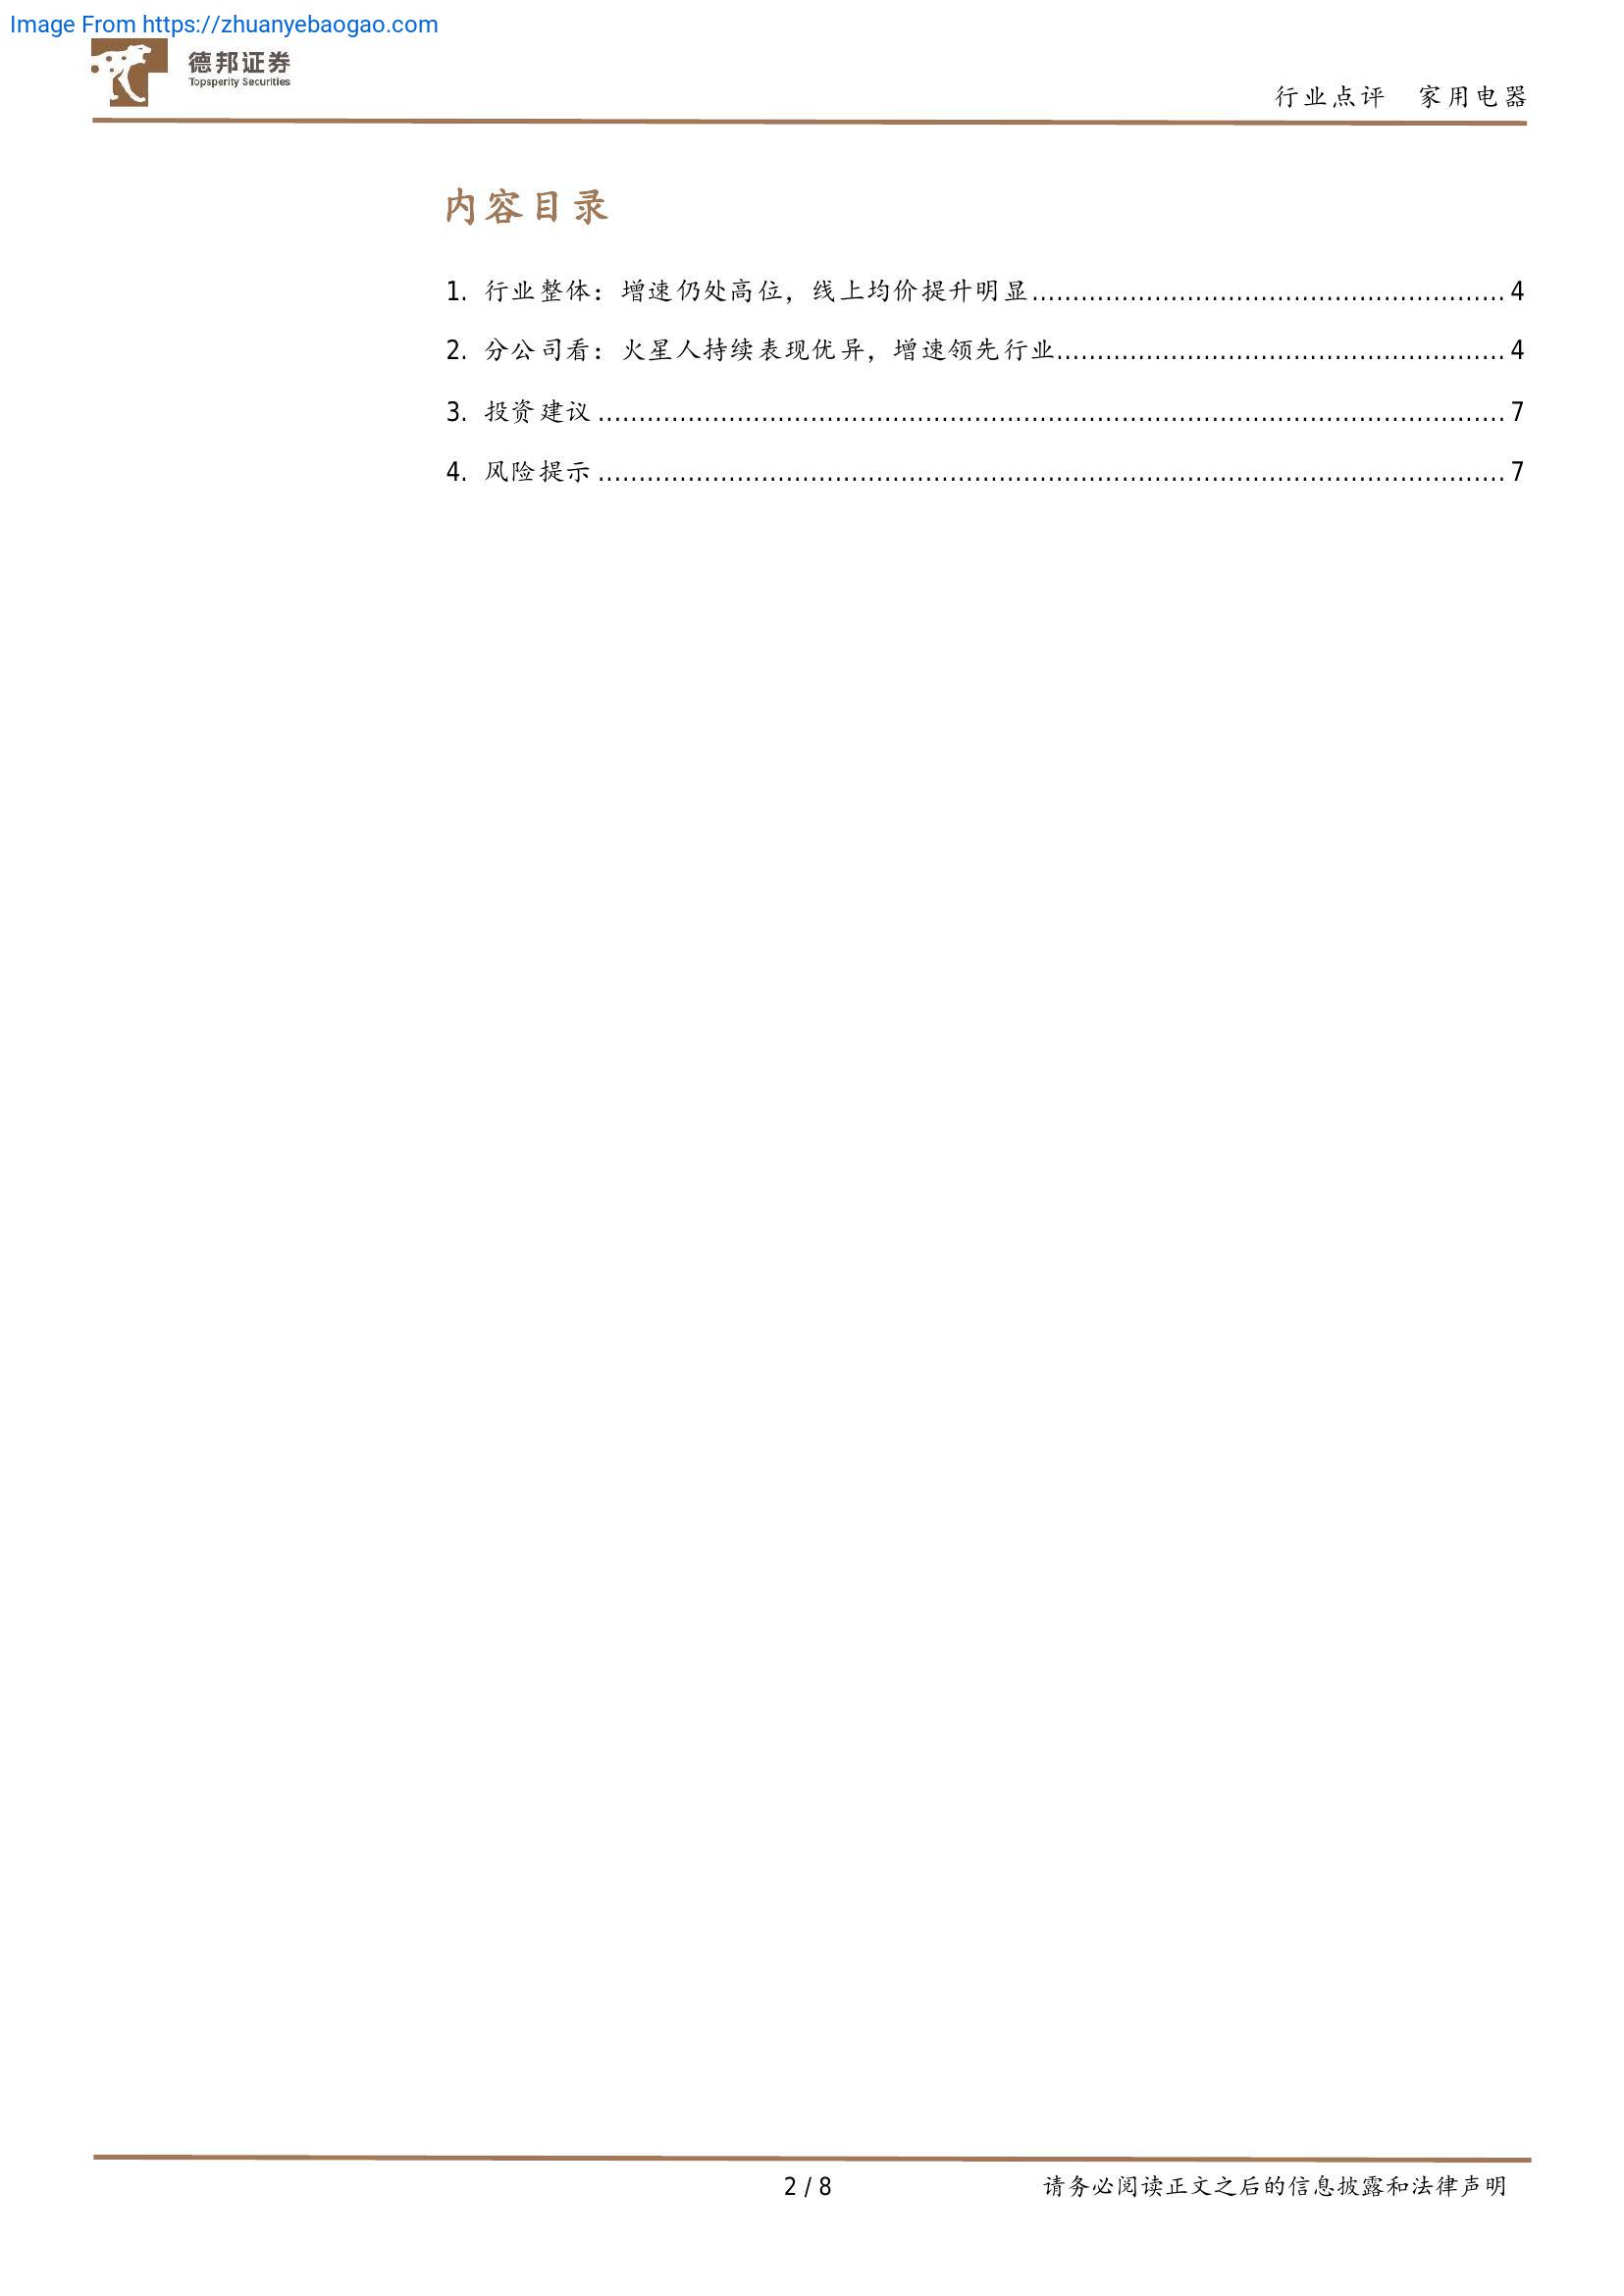 Image From https://zhuanyebaogao.com
德邦证券
Topsperity Securities
行业点评 家用电器
内容目录
1. 行业整体：增速仍处高位，线上均价提升明显........................................................... 4
2. 分公司看：火星人持续表现优异，增速领先行业........................................................ 4
3. 投资建议 ................................................................................................................. 7
4. 风险提示 ................................................................................................................. 7
2 / 8
请务必阅读正文之后的信息披露和法律声明